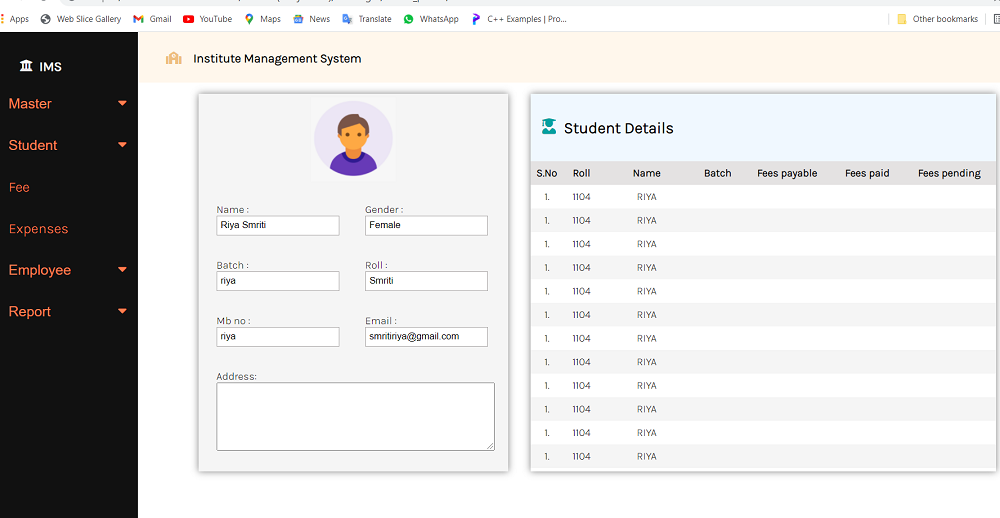 Apps Web Slice Gallery Gmail YouTube Maps News Translate WhatsApp C++ Examples | Pro... Other bookmarks
IMS
Institute Management System
Master
Student
Fee
Expenses
Employee
Report
Name : Gender :
Riya Smriti Female
Batch : Roll :
riya Smriti
Mb no : Email :
riya smritiriya@gmail.com
Address:
Student Details
S.No Roll Name Batch Fees payable Fees paid Fees pending
1. 1104 RIYA
1. 1104 RIYA
1. 1104 RIYA
1. 1104 RIYA
1. 1104 RIYA
1. 1104 RIYA
1. 1104 RIYA
1. 1104 RIYA
1. 1104 RIYA
1. 1104 RIYA
1. 1104 RIYA
1. 1104 RIYA